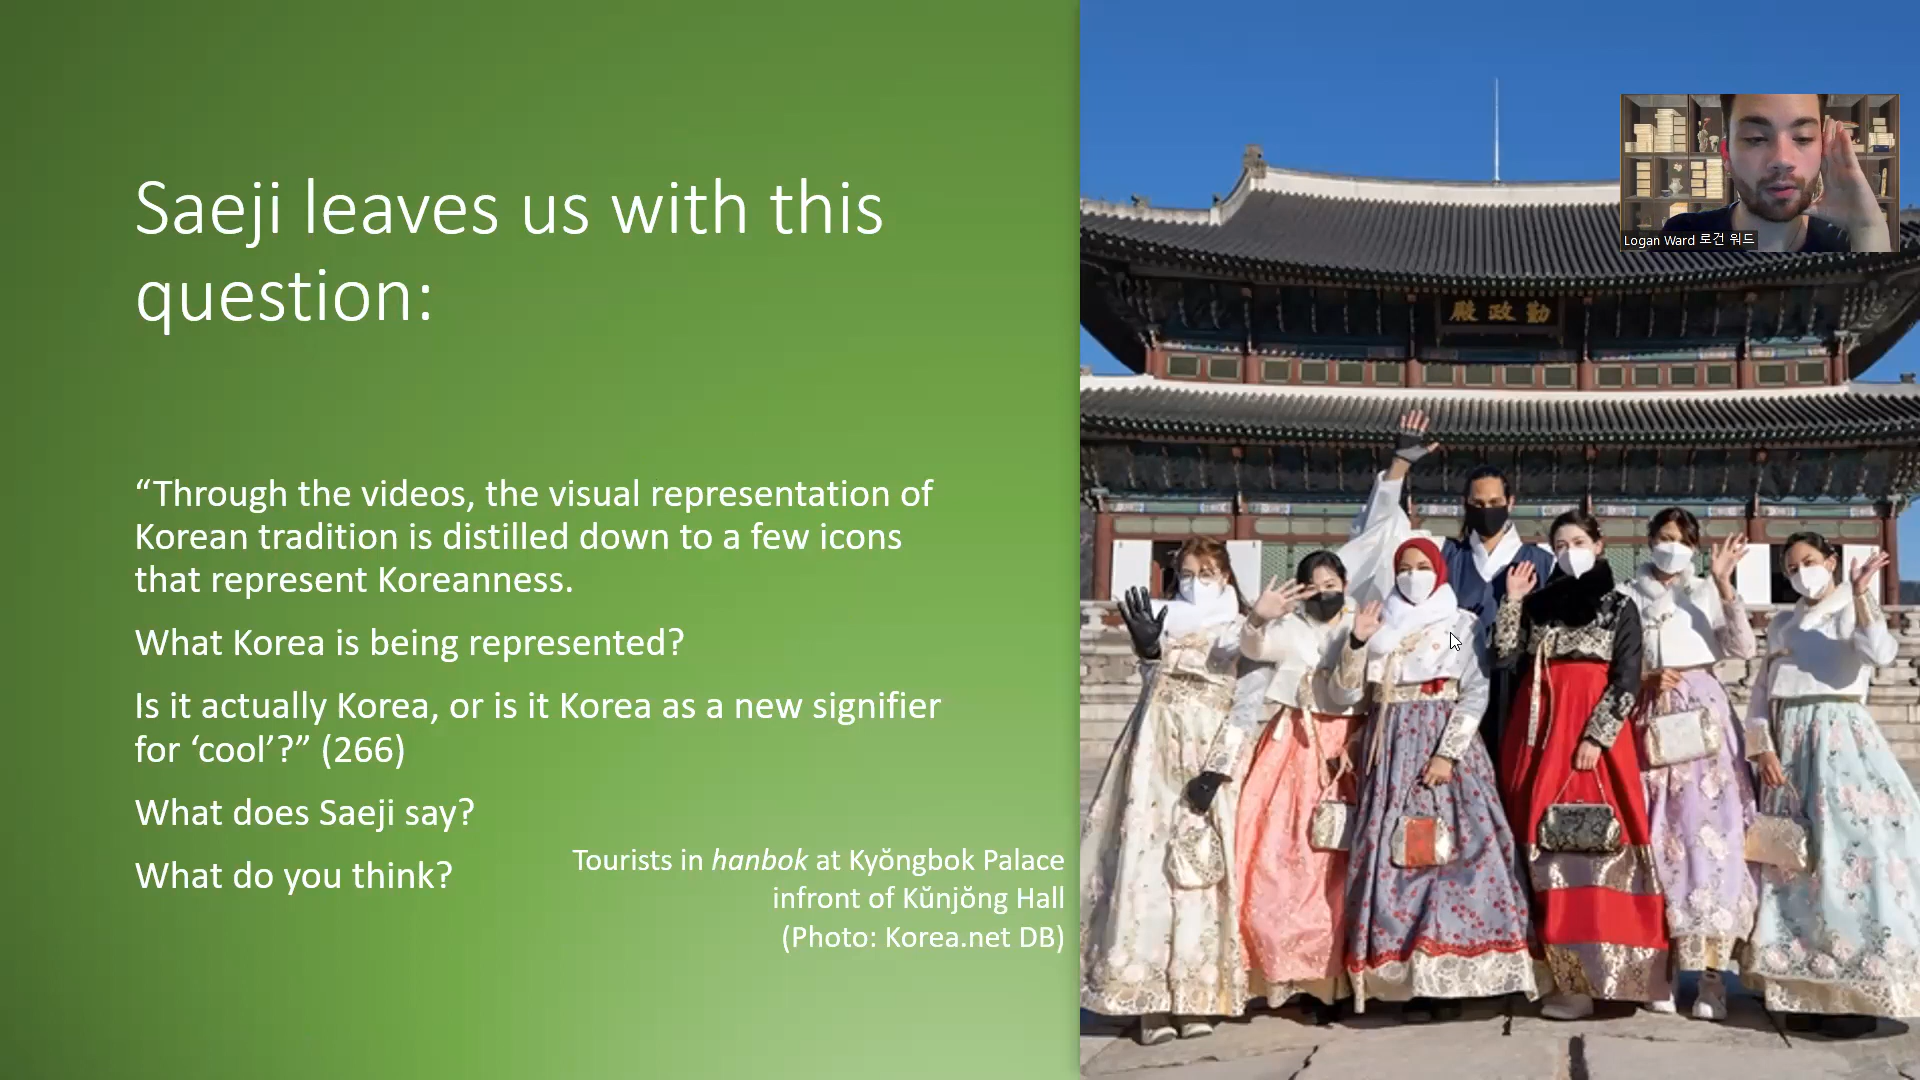 Saeji leaves us with this
question:
“Through the videos, the visual representation of
Korean tradition is distilled down to a few icons
that represent Koreanness.
What Korea is being represented?
Is it actually Korea, or is it Korea as a new signifier
for ‘cool’?” (266)
What does Saeji say?
What do you think?
Tourists in hanbok at Kyŏngbok Palace
infront of Kŭnjŏng Hall
(Photo: Korea.net DB)
殿政勤
Logan Ward 로건 워드